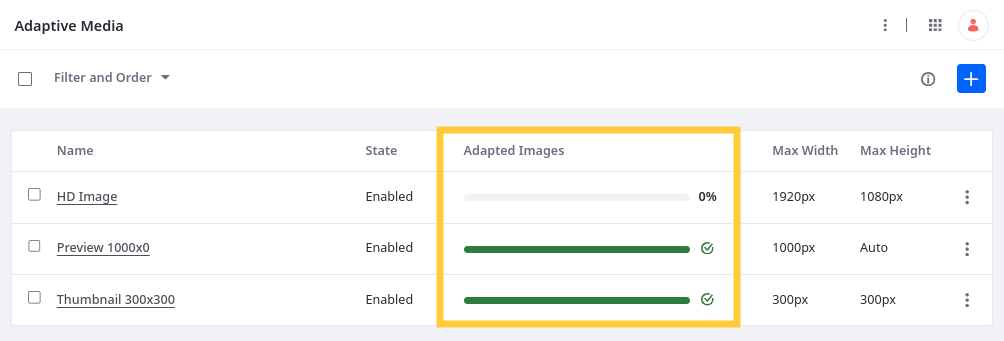 Adaptive Media
Filter and Order
Name State Adapted Images Max Width Max Height
HD Image Enabled 0% 1920px 1080px
Preview 1000x0 Enabled 1000px Auto
Thumbnail 300x300 Enabled 300px 300px